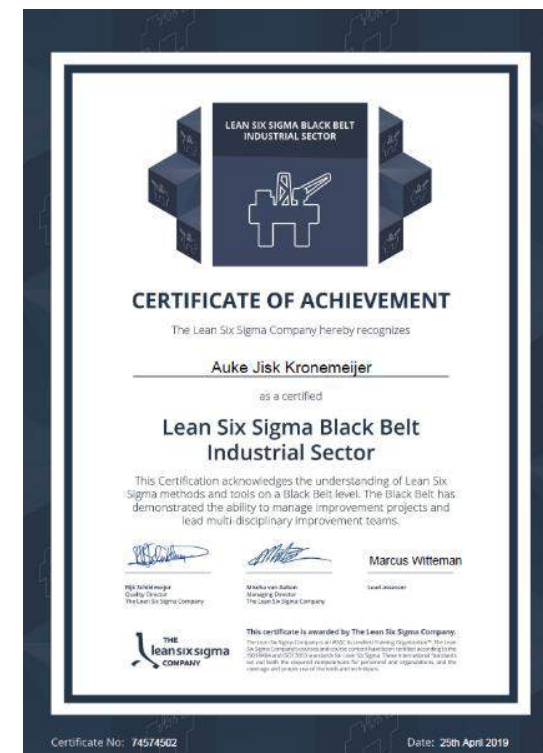 LEAN SIX SIGMA BLACK BELT
INDUSTRIAL SECTOR
CERTIFICATE OF ACHIEVEMENT
The Lean Six Sigma Company hereby recognizes
Auke Jisk Kronemeijer
as a certified
Lean Six Sigma Black Belt
Industrial Sector
This Certification acknowledges the understanding of Lean Six
Sigma methods and tools on a Black Belt level. The Black Belt has
demonstrated the ability to manage improvement projects and
lead multi-disciplinary improvement teams.
Marcus Witteman
Quality Director
The Lean Six Sigma Company
Managing Director
The Lean Six Sigma Company
Lead assessor
THE
lean six sigma
COMPANY
This certificate is awarded by The Lean Six Sigma Company.
Certificate No: 74574502
Date: 25th April 2019